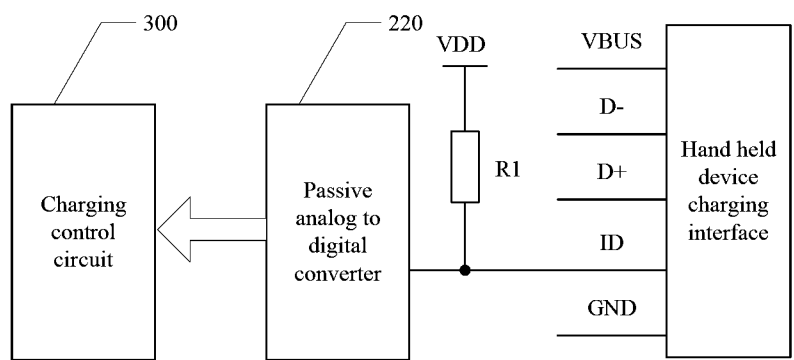 300
220
VDD
R1
VBUS
D-
D+
ID
GND
Charging
control
circuit
Passive
analog to
digital
converter
Hand held
device
charging
interface